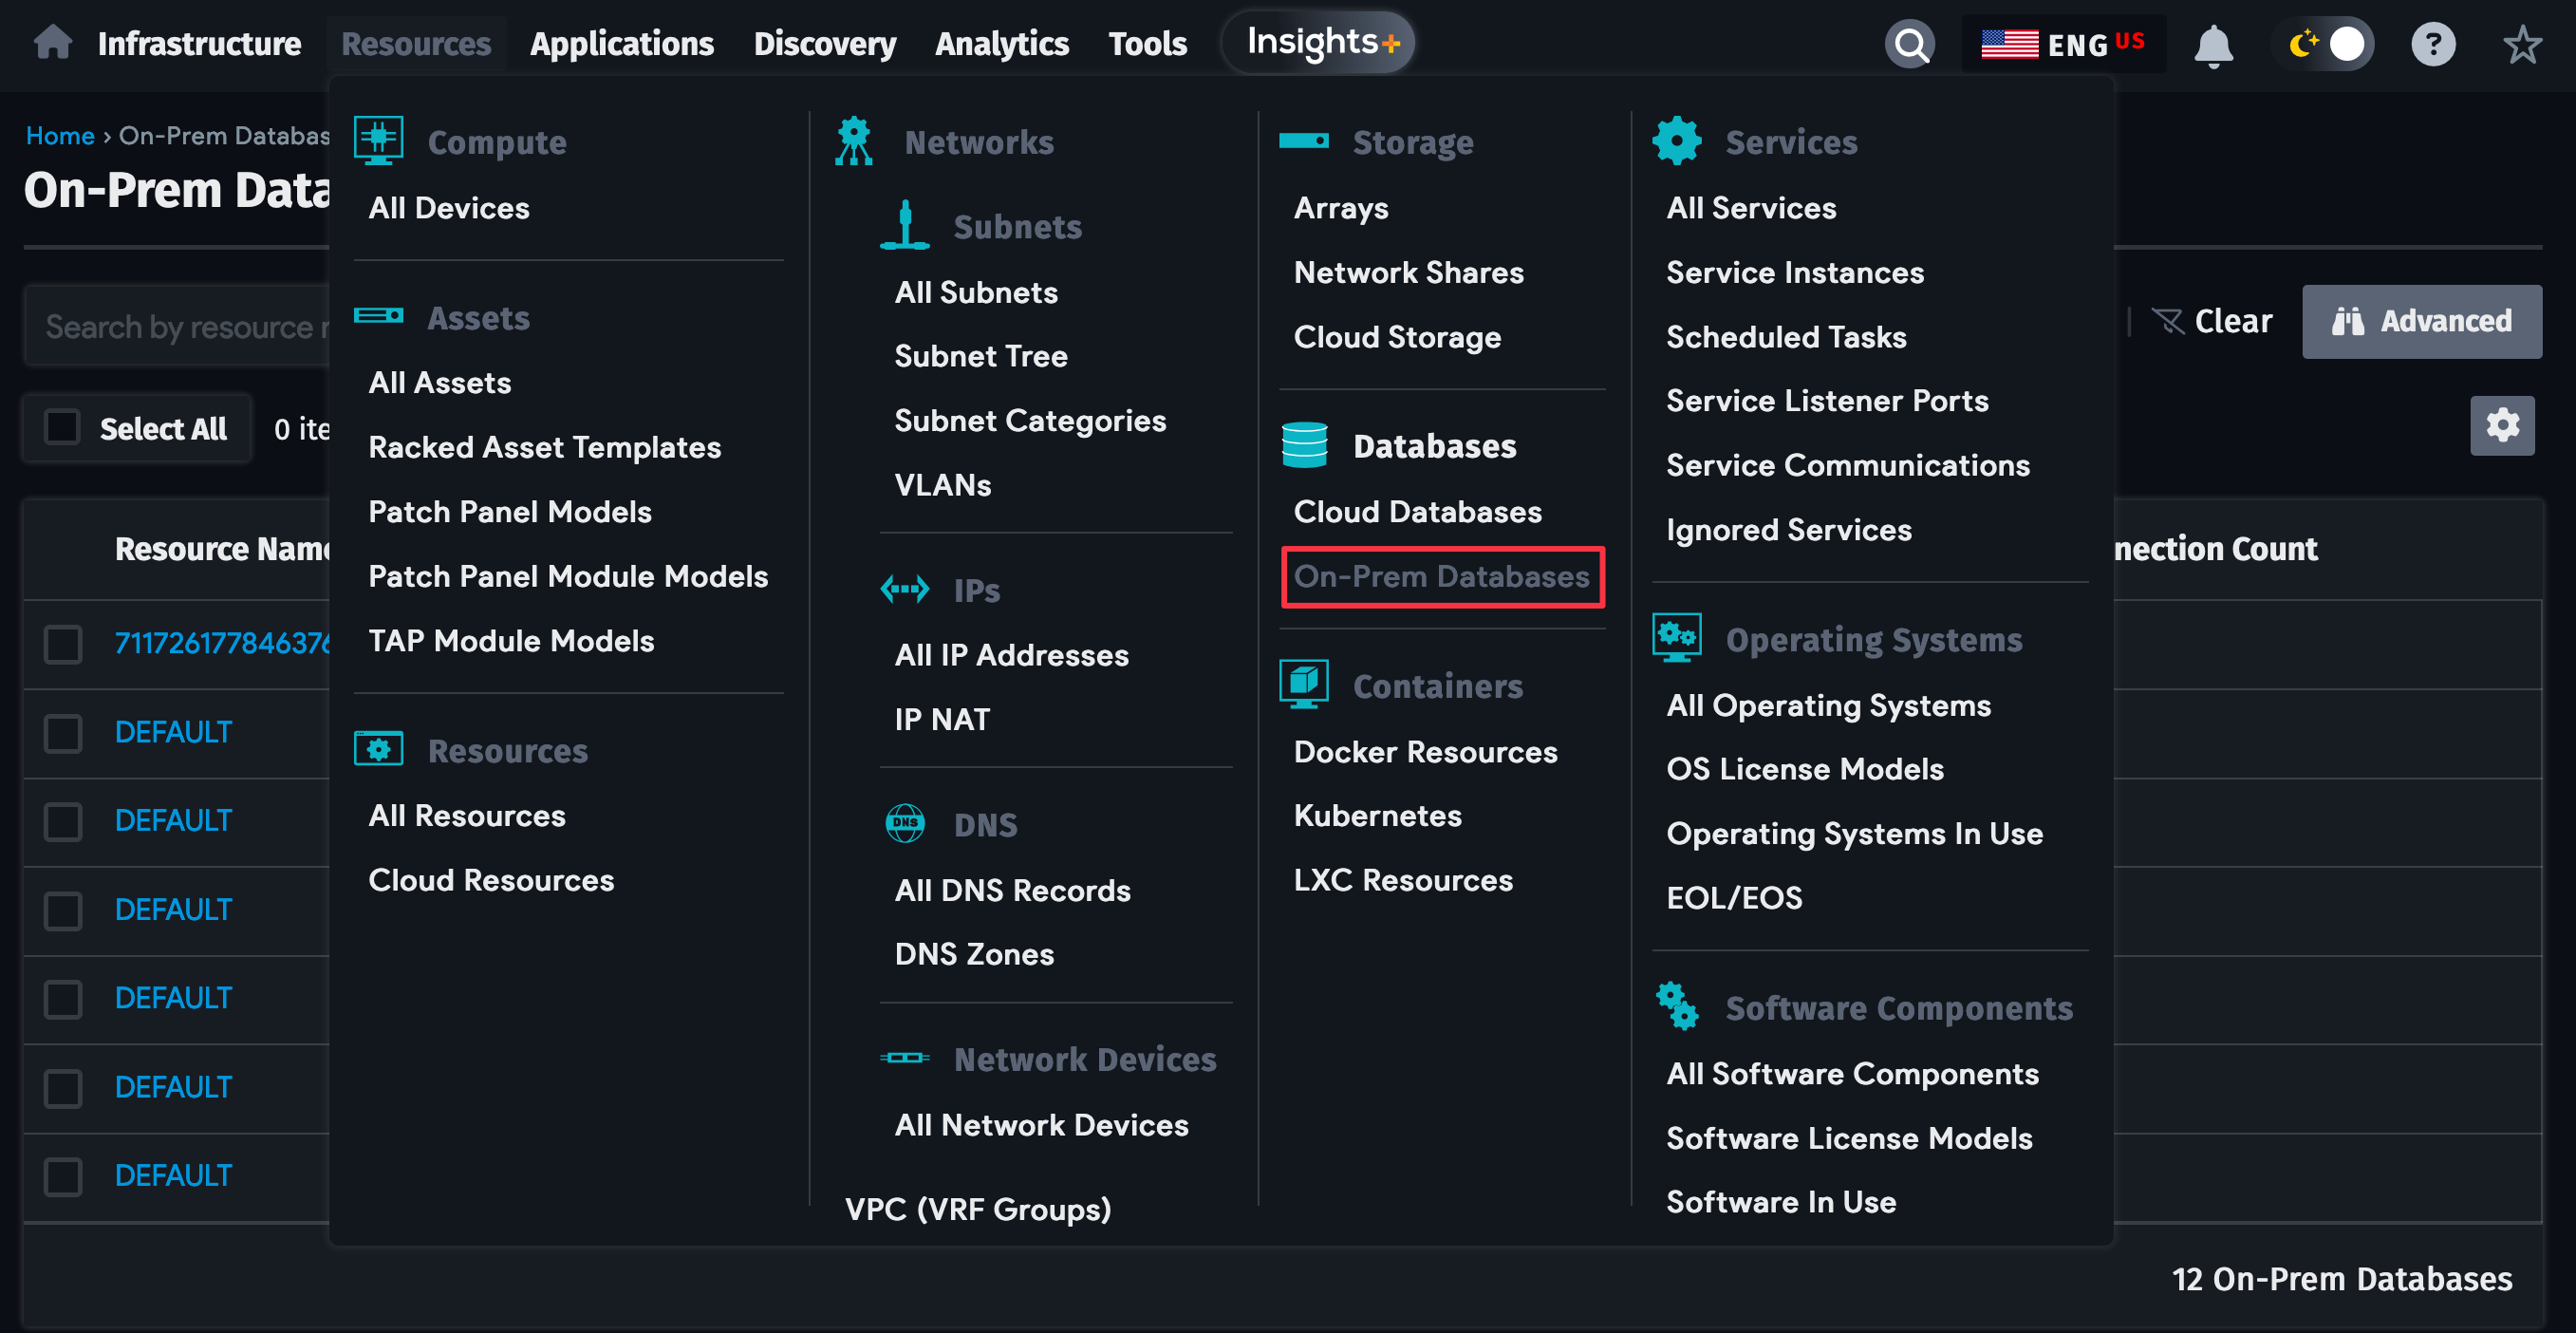 Infrastructure Resources Applications Discovery Analytics Tools Insights+ ENG US ?
Home › On-Prem Databas
On-Prem Data
Search by resource
Clear
Advanced
Select All
0 ite
Resource Name
nection Count
711726177846376
DEFAULT
DEFAULT
DEFAULT
DEFAULT
DEFAULT
DEFAULT
12 On-Prem Databases
Compute
All Devices
Assets
All Assets
Racked Asset Templates
Patch Panel Models
Patch Panel Module Models
TAP Module Models
Resources
All Resources
Cloud Resources
Networks
Subnets
All Subnets
Subnet Tree
Subnet Categories
VLANs
IPs
All IP Addresses
IP NAT
DNS
DNS
All DNS Records
DNS Zones
Network Devices
All Network Devices
VPC (VRF Groups)
Storage
Arrays
Network Shares
Cloud Storage
Databases
Cloud Databases
On-Prem Databases
Containers
Docker Resources
Kubernetes
LXC Resources
Services
All Services
Service Instances
Scheduled Tasks
Service Listener Ports
Service Communications
Ignored Services
Operating Systems
All Operating Systems
OS License Models
Operating Systems In Use
EOL/EOS
Software Components
All Software Components
Software License Models
Software In Use